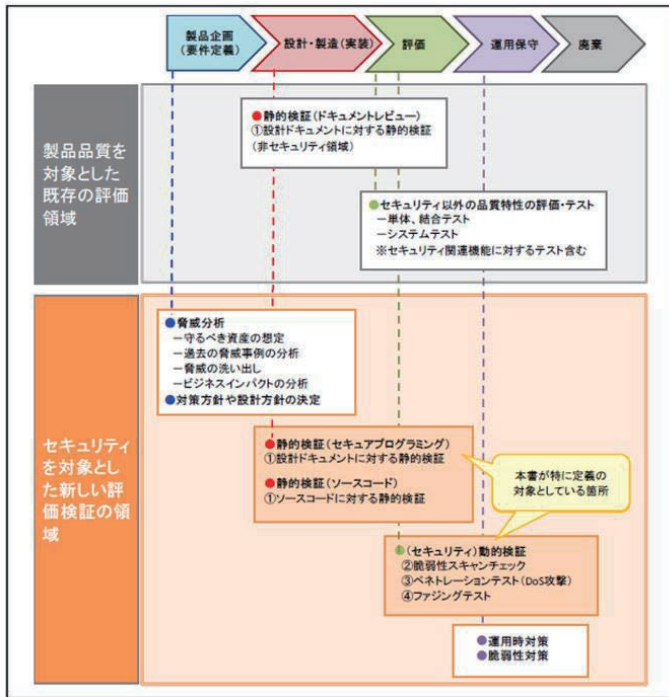 製品企画
(要件定義)
設計・製造(実装)
評価
運用保守
廃棄
製品品質を
対象とした
既存の評価
領域
●静的検証(ドキュメントレビュー)
①設計ドキュメントに対する静的検証
(非セキュリティ領域)
●セキュリティ以外の品質特性の評価・テスト
－単体、結合テスト
－システムテスト
※セキュリティ関連機能に対するテスト含む
セキュリティ
を対象とし
た新しい評
価検証の領
域
●脅威分析
－守るべき資産の想定
－過去の脅威事例の分析
－脅威の洗い出し
－ビジネスインパクトの分析
●対策方針や設計方針の決定
●静的検証(セキュアプログラミング)
①設計ドキュメントに対する静的検証
●静的検証(ソースコード)
①ソースコードに対する静的検証
本書が特に定義の
対象としている箇所
●(セキュリティ)動的検証
②脆弱性スキャンチェック
③ペネトレーションテスト(DoS攻撃)
④ファジングテスト
●運用時対策
●脆弱性対策